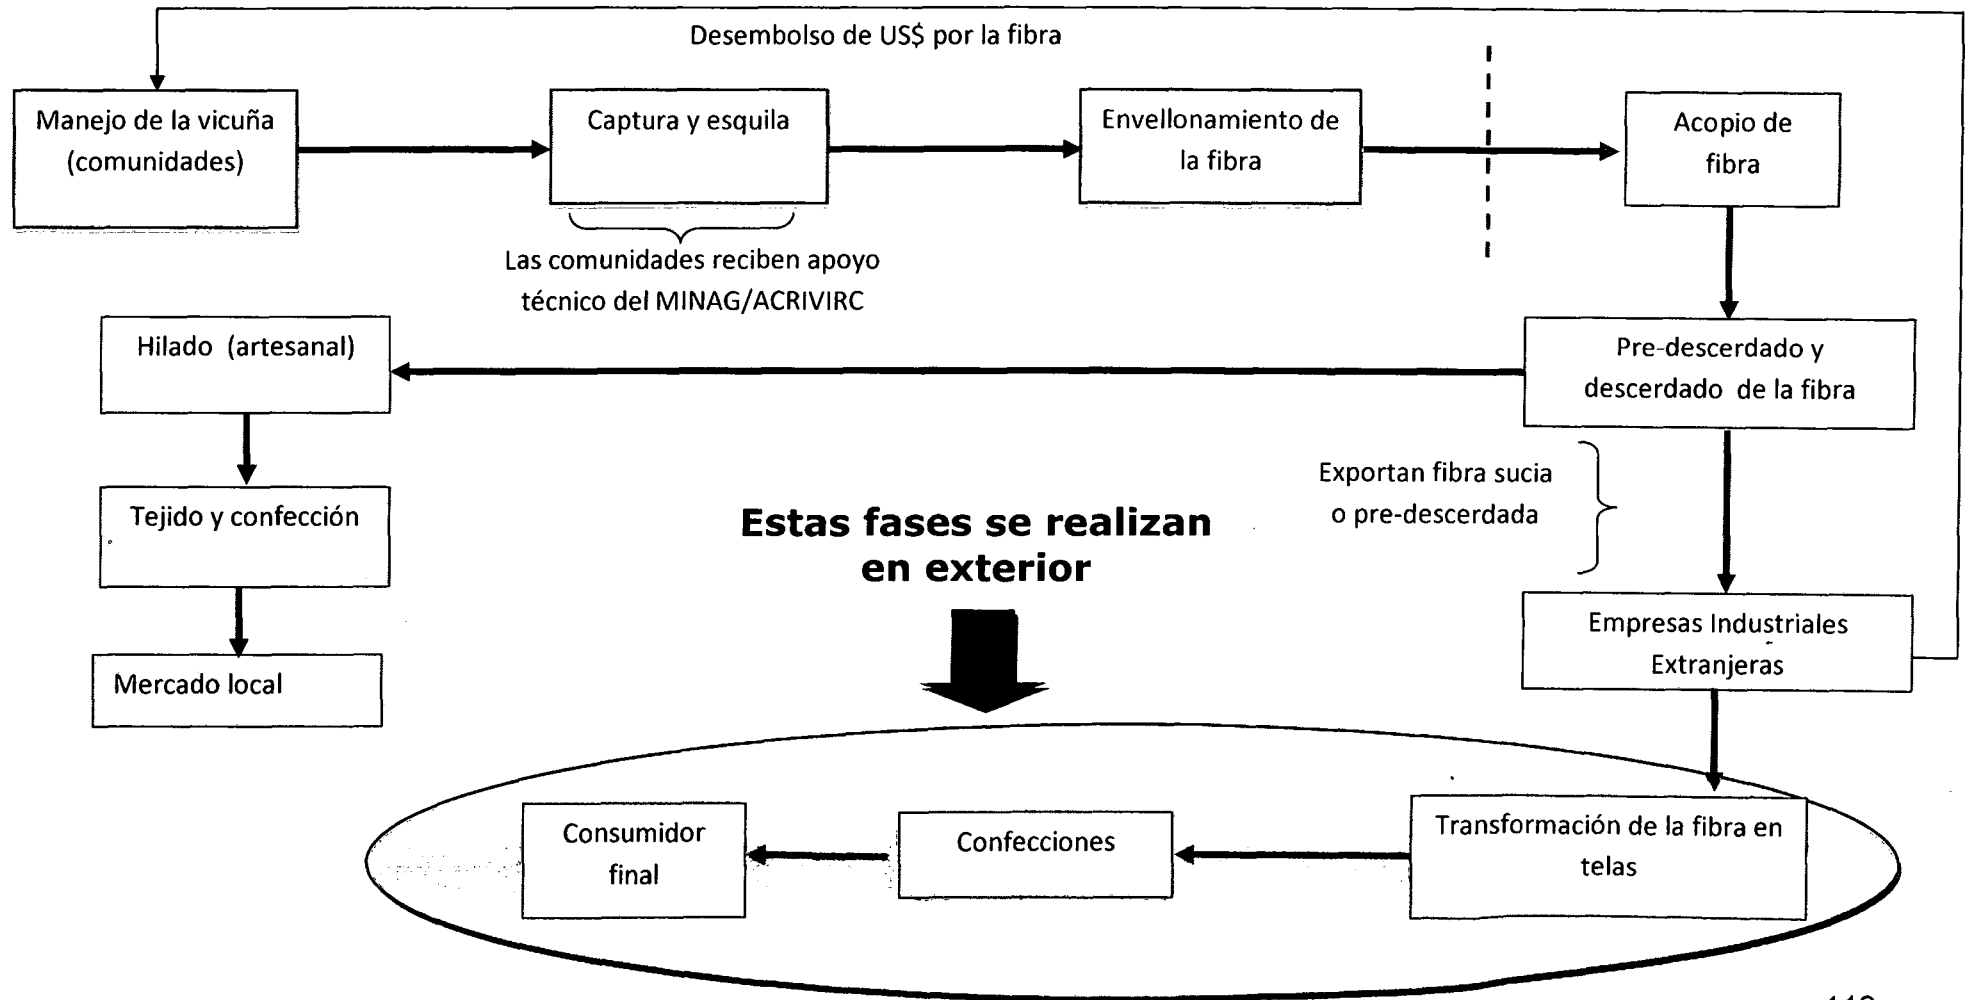 Desembolso de US$ por la fibra
Manejo de la vicuña
(comunidades)
Captura y esquila
Envellonamiento de
la fibra
Acopio de
fibra
Las comunidades reciben apoyo
técnico del MINAG/ACRIVIRC
Hilado (artesanal)
Pre-descerdado y
descerdado de la fibra
Exportan fibra sucia
o pre-descerdada
Tejido y confección
Estas fases se realizan
en exterior
Empresas Industriales
Extranjeras
Mercado local
Consumidor
final
Confecciones
Transformación de la fibra en
telas